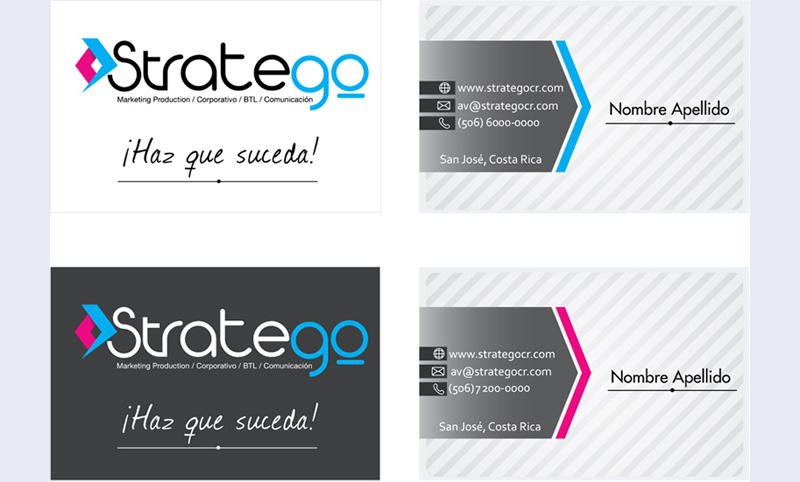 Stratego
Marketing Production / Corporativo / BTL / Comunicación
¡Haz que suceda!
www.strategocr.com
av@strategocr.com
(506) 6000-0000
San José, Costa Rica
Nombre Apellido
Stratego
Marketing Production / Corporativo / BTL / Comunicación
¡Haz que suceda!
www.strategocr.com
av@strategocr.com
(506)7200-0000
San José, Costa Rica
Nombre Apellido